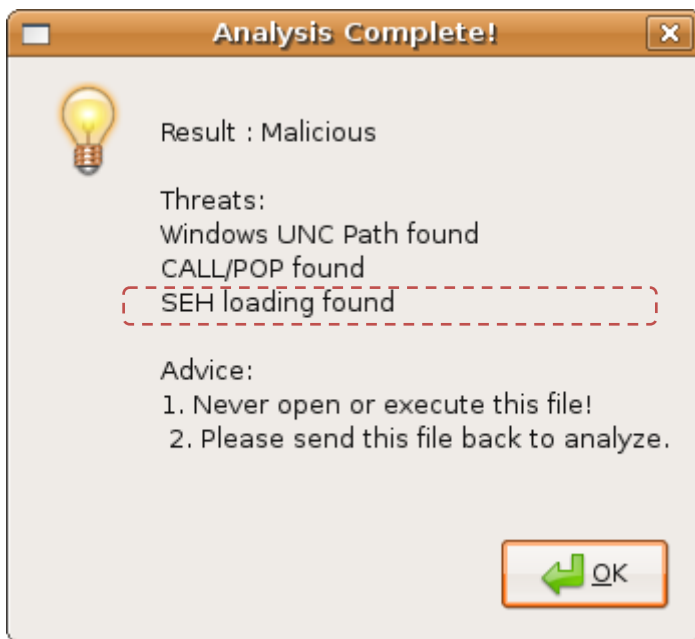 Analysis Complete!
Result : Malicious
Threats:
Windows UNC Path found
CALL/POP found
SEH loading found
Advice:
1. Never open or execute this file!
2. Please send this file back to analyze.
OK